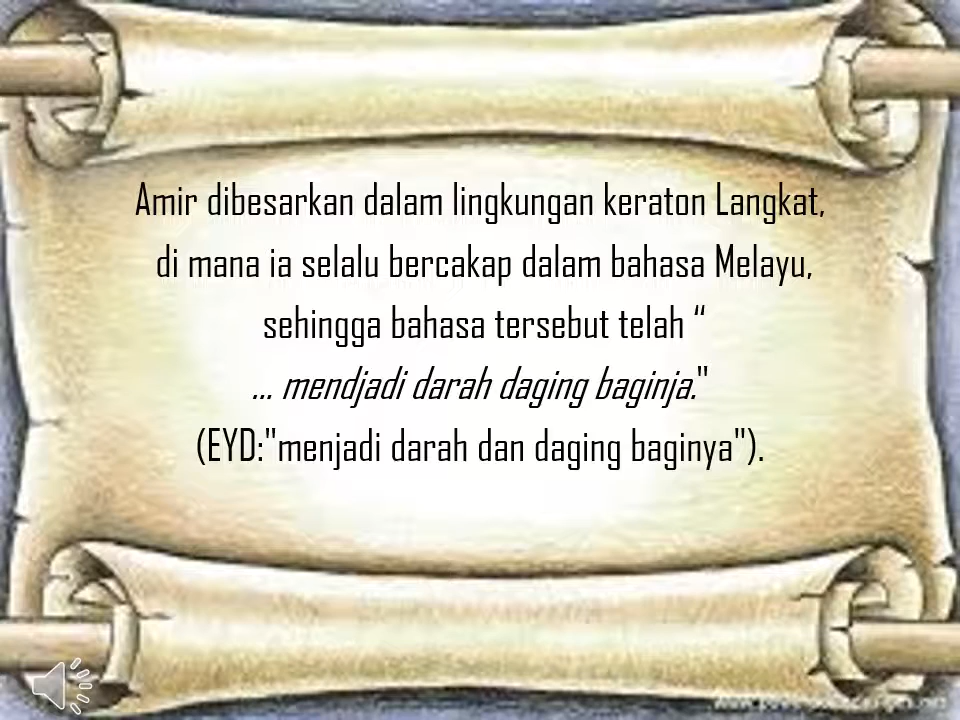 Amir dibesarkan dalam lingkungan keraton Langkat,
di mana ia selalu bercakap dalam bahasa Melayu,
sehingga bahasa tersebut telah “
... mendjadi darah daging baginja."
(EYD:"menjadi darah dan daging baginya").